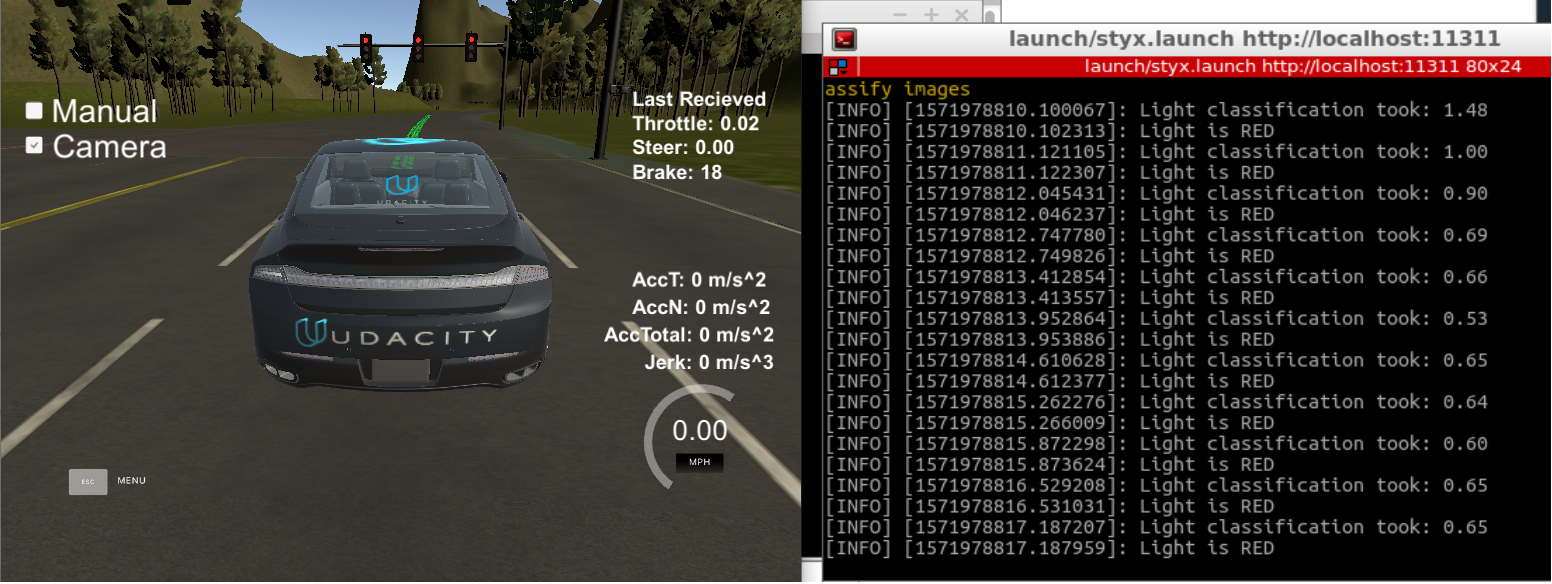 Manual
Camera
Last Recieved
Throttle: 0.02
Steer: 0.00
Brake: 18
UDACITY
AccT: 0 m/s^2
AccN: 0 m/s^2
AccTotal: 0 m/s^2
Jerk: 0 m/s^3
UDACITY
0.00
MPH
ESC MENU
launch/styx.launch http://localhost:11311
launch/styx.launch http://localhost:11311 80x24
assify images
[INFO] [1571978810.100067]: Light classification took: 1.48
[INFO] [1571978810.102313]: Light is RED
[INFO] [1571978811.121105]: Light classification took: 1.00
[INFO] [1571978811.122307]: Light is RED
[INFO] [1571978812.045431]: Light classification took: 0.90
[INFO] [1571978812.046237]: Light is RED
[INFO] [1571978812.747780]: Light classification took: 0.69
[INFO] [1571978812.749826]: Light is RED
[INFO] [1571978813.412854]: Light classification took: 0.66
[INFO] [1571978813.413557]: Light is RED
[INFO] [1571978813.952864]: Light classification took: 0.53
[INFO] [1571978813.953886]: Light is RED
[INFO] [1571978814.610628]: Light classification took: 0.65
[INFO] [1571978814.612377]: Light is RED
[INFO] [1571978815.262276]: Light classification took: 0.64
[INFO] [1571978815.266009]: Light is RED
[INFO] [1571978815.872298]: Light classification took: 0.60
[INFO] [1571978815.873624]: Light is RED
[INFO] [1571978816.529208]: Light classification took: 0.65
[INFO] [1571978816.531031]: Light is RED
[INFO] [1571978817.187207]: Light classification took: 0.65
[INFO] [1571978817.187959]: Light is RED